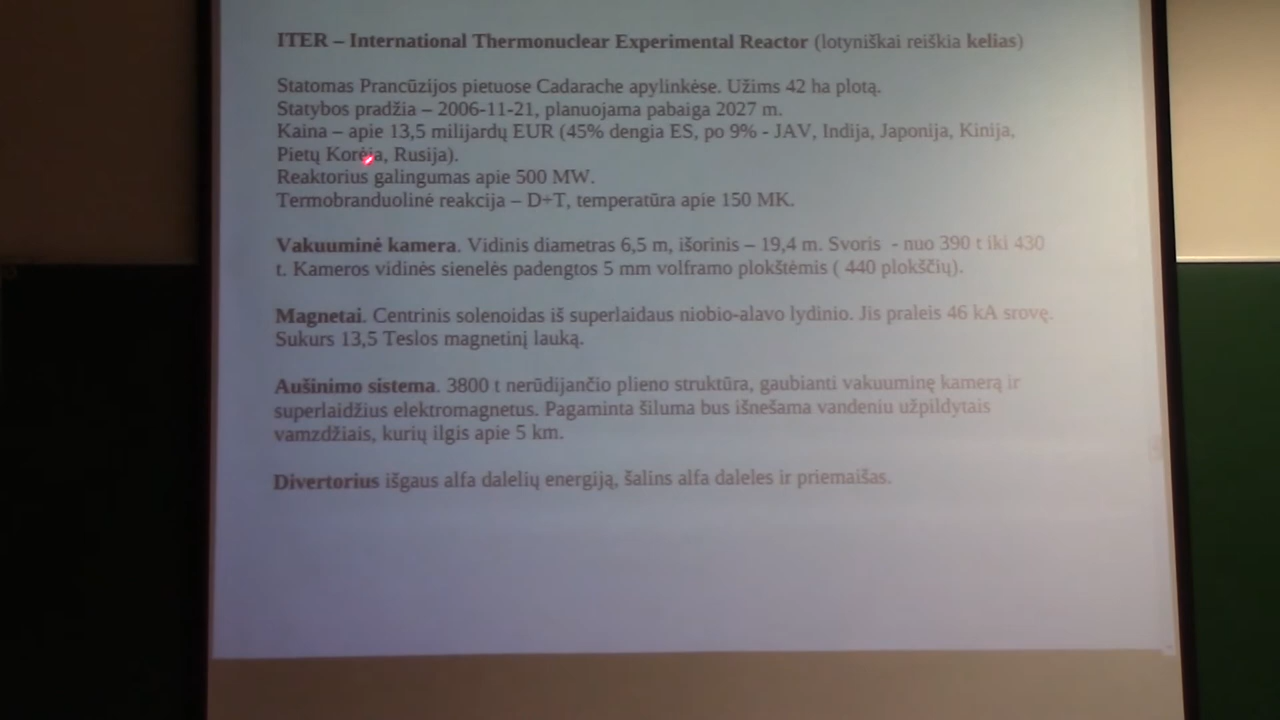 ITER – International Thermonuclear Experimental Reactor (lotyniškai reiškia kelias)
Statomas Prancūzijos pietuose Cadarache apylinkėse. Užims 42 ha plotą.
Statybos pradžia – 2006-11-21, planuojama pabaiga 2027 m.
Kaina – apie 13,5 milijardų EUR (45% dengia ES, po 9% - JAV, Indija, Japonija, Kinija,
Pietų Korėja, Rusija).
Reaktorius galingumas apie 500 MW.
Termobranduolinė reakcija – D+T, temperatūra apie 150 MK.
Vakuuminė kamera. Vidinis diametras 6,5 m, išorinis – 19,4 m. Svoris - nuo 390 t iki 430
t. Kameros vidinės sienelės padengtos 5 mm volframo plokštėmis ( 440 plokščių).
Magnetai. Centrinis solenoidas iš superlaidaus niobio-alavo lydinio. Jis praleis 46 kA srovę.
Sukurs 13,5 Teslos magnetinį lauką.
Aušinimo sistema. 3800 t nerūdijančio plieno struktūra, gaubianti vakuuminę kamerą ir
superlaidžius elektromagnetus. Pagaminta šiluma bus išnešama vandeniu užpildytais
vamzdžiais, kurių ilgis apie 5 km.
Divertorius išgaus alfa dalelių energiją, šalins alfa daleles ir priemaišas.